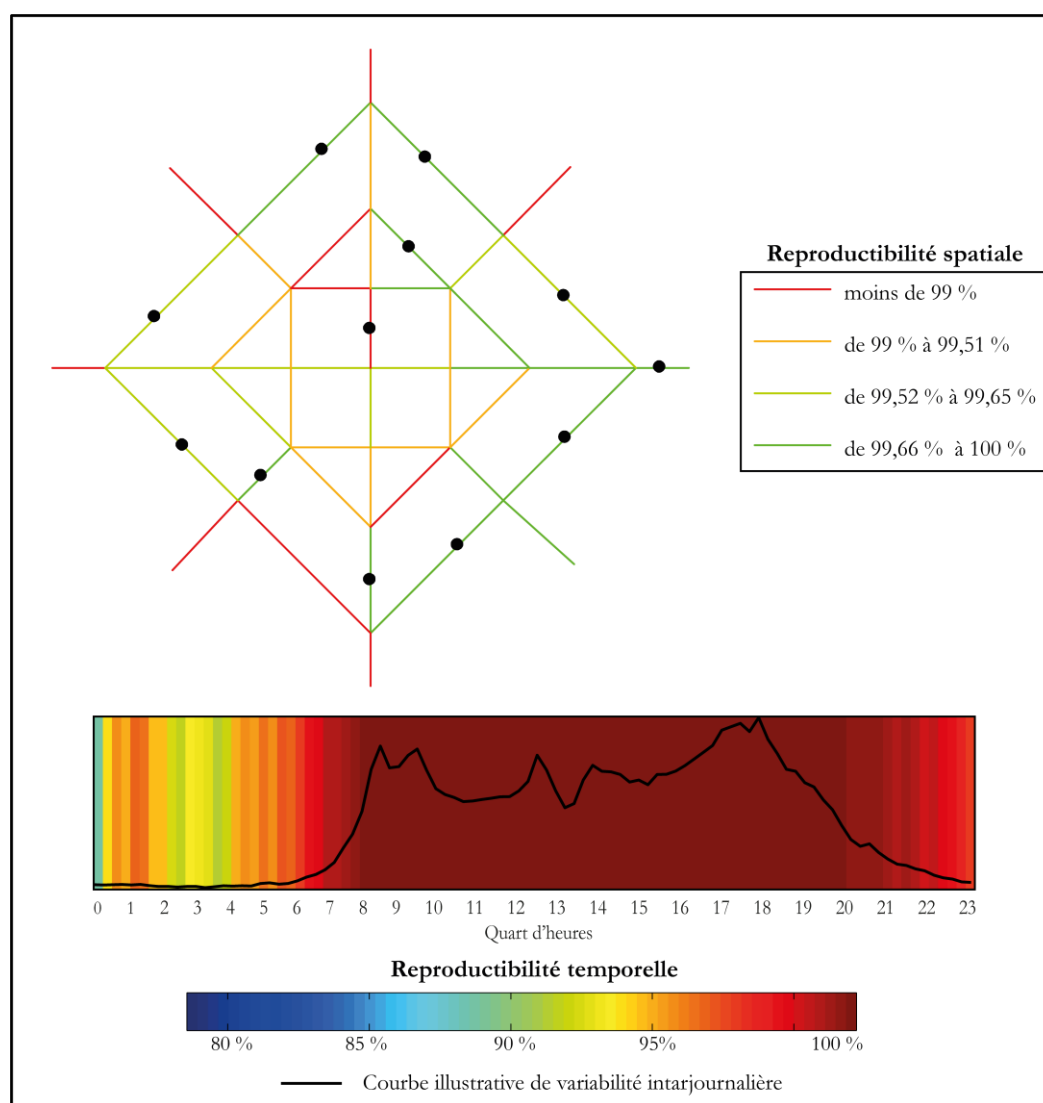 Reproductibilité spatiale
moins de 99 %
de 99 % à 99,51 %
de 99,52 % à 99,65 %
de 99,66 % à 100 %
0 1 2 3 4 5 6 7 8 9 10 11 12 13 14 15 16 17 18 19 20 21 22 23
Quart d'heures
Reproductibilité temporelle
80 % 85 % 90 % 95% 100 %
Courbe illustrative de variabilité intarjournalière